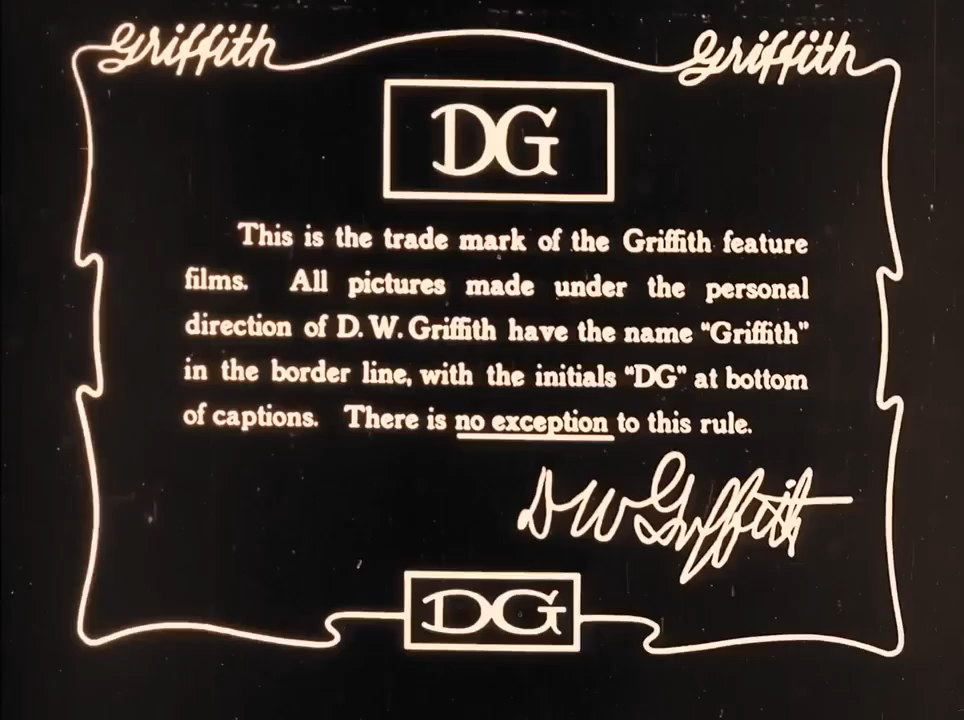 Griffith Griffith
DG
This is the trade mark of the Griffith feature
films. All pictures made under the personal
direction of D. W. Griffith have the name "Griffith"
in the border line, with the initials "DG" at bottom
of captions. There is no exception to this rule.
D W Griffith
DG